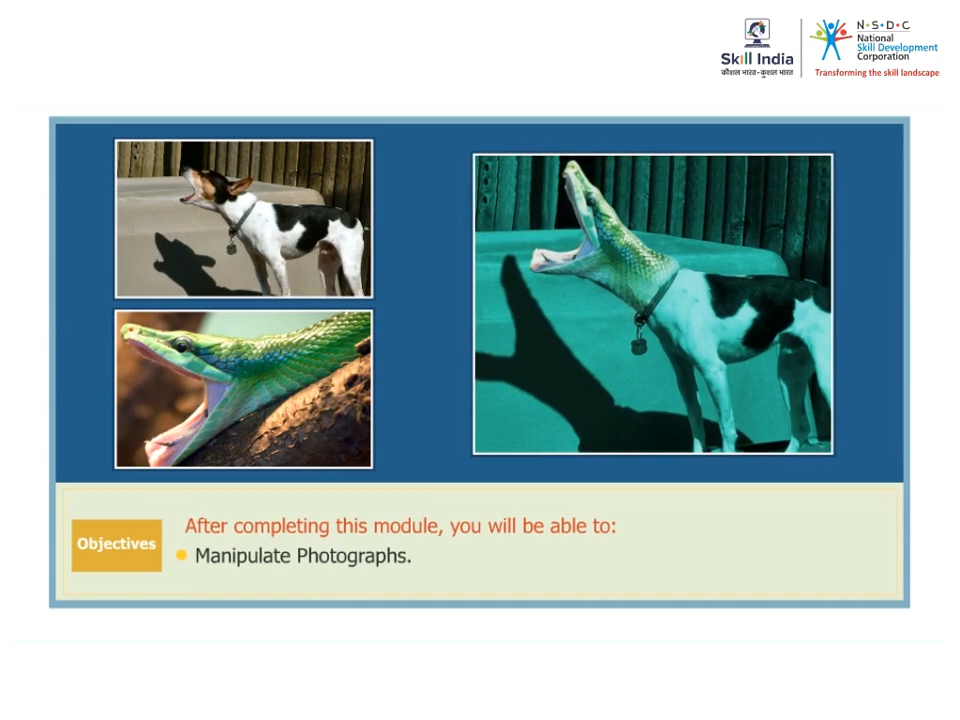 Skill India
कौशल भारत - कुशल भारत
N·S·D·C
National
Skill Development
Corporation
Transforming the skill landscape
Objectives
After completing this module, you will be able to:
Manipulate Photographs.